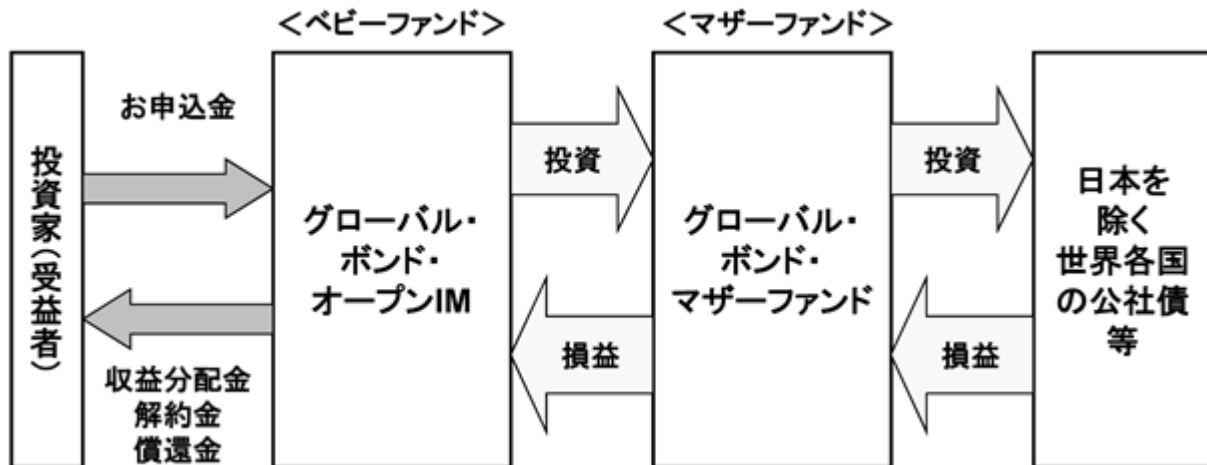 <ベビーファンド>
<マザーファンド>
投資家(受益者)
お申込金
収益分配金
解約金
償還金
グローバル・
ボンド・
オープンIM
投資
損益
グローバル・
ボンド・
マザーファンド
投資
損益
日本を
除く
世界各国
の公社債
等